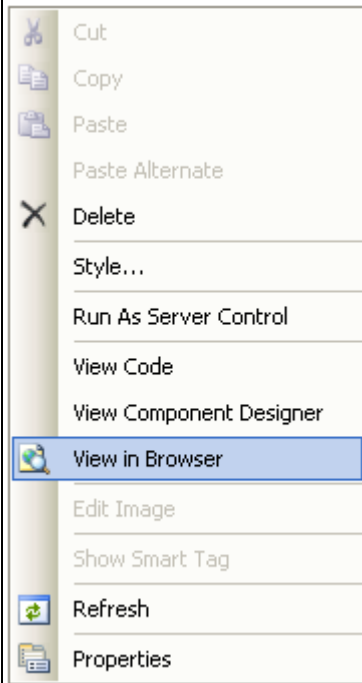 Cut
Copy
Paste
Paste Alternate
Delete
Style...
Run As Server Control
View Code
View Component Designer
View in Browser
Edit Image
Show Smart Tag
Refresh
Properties